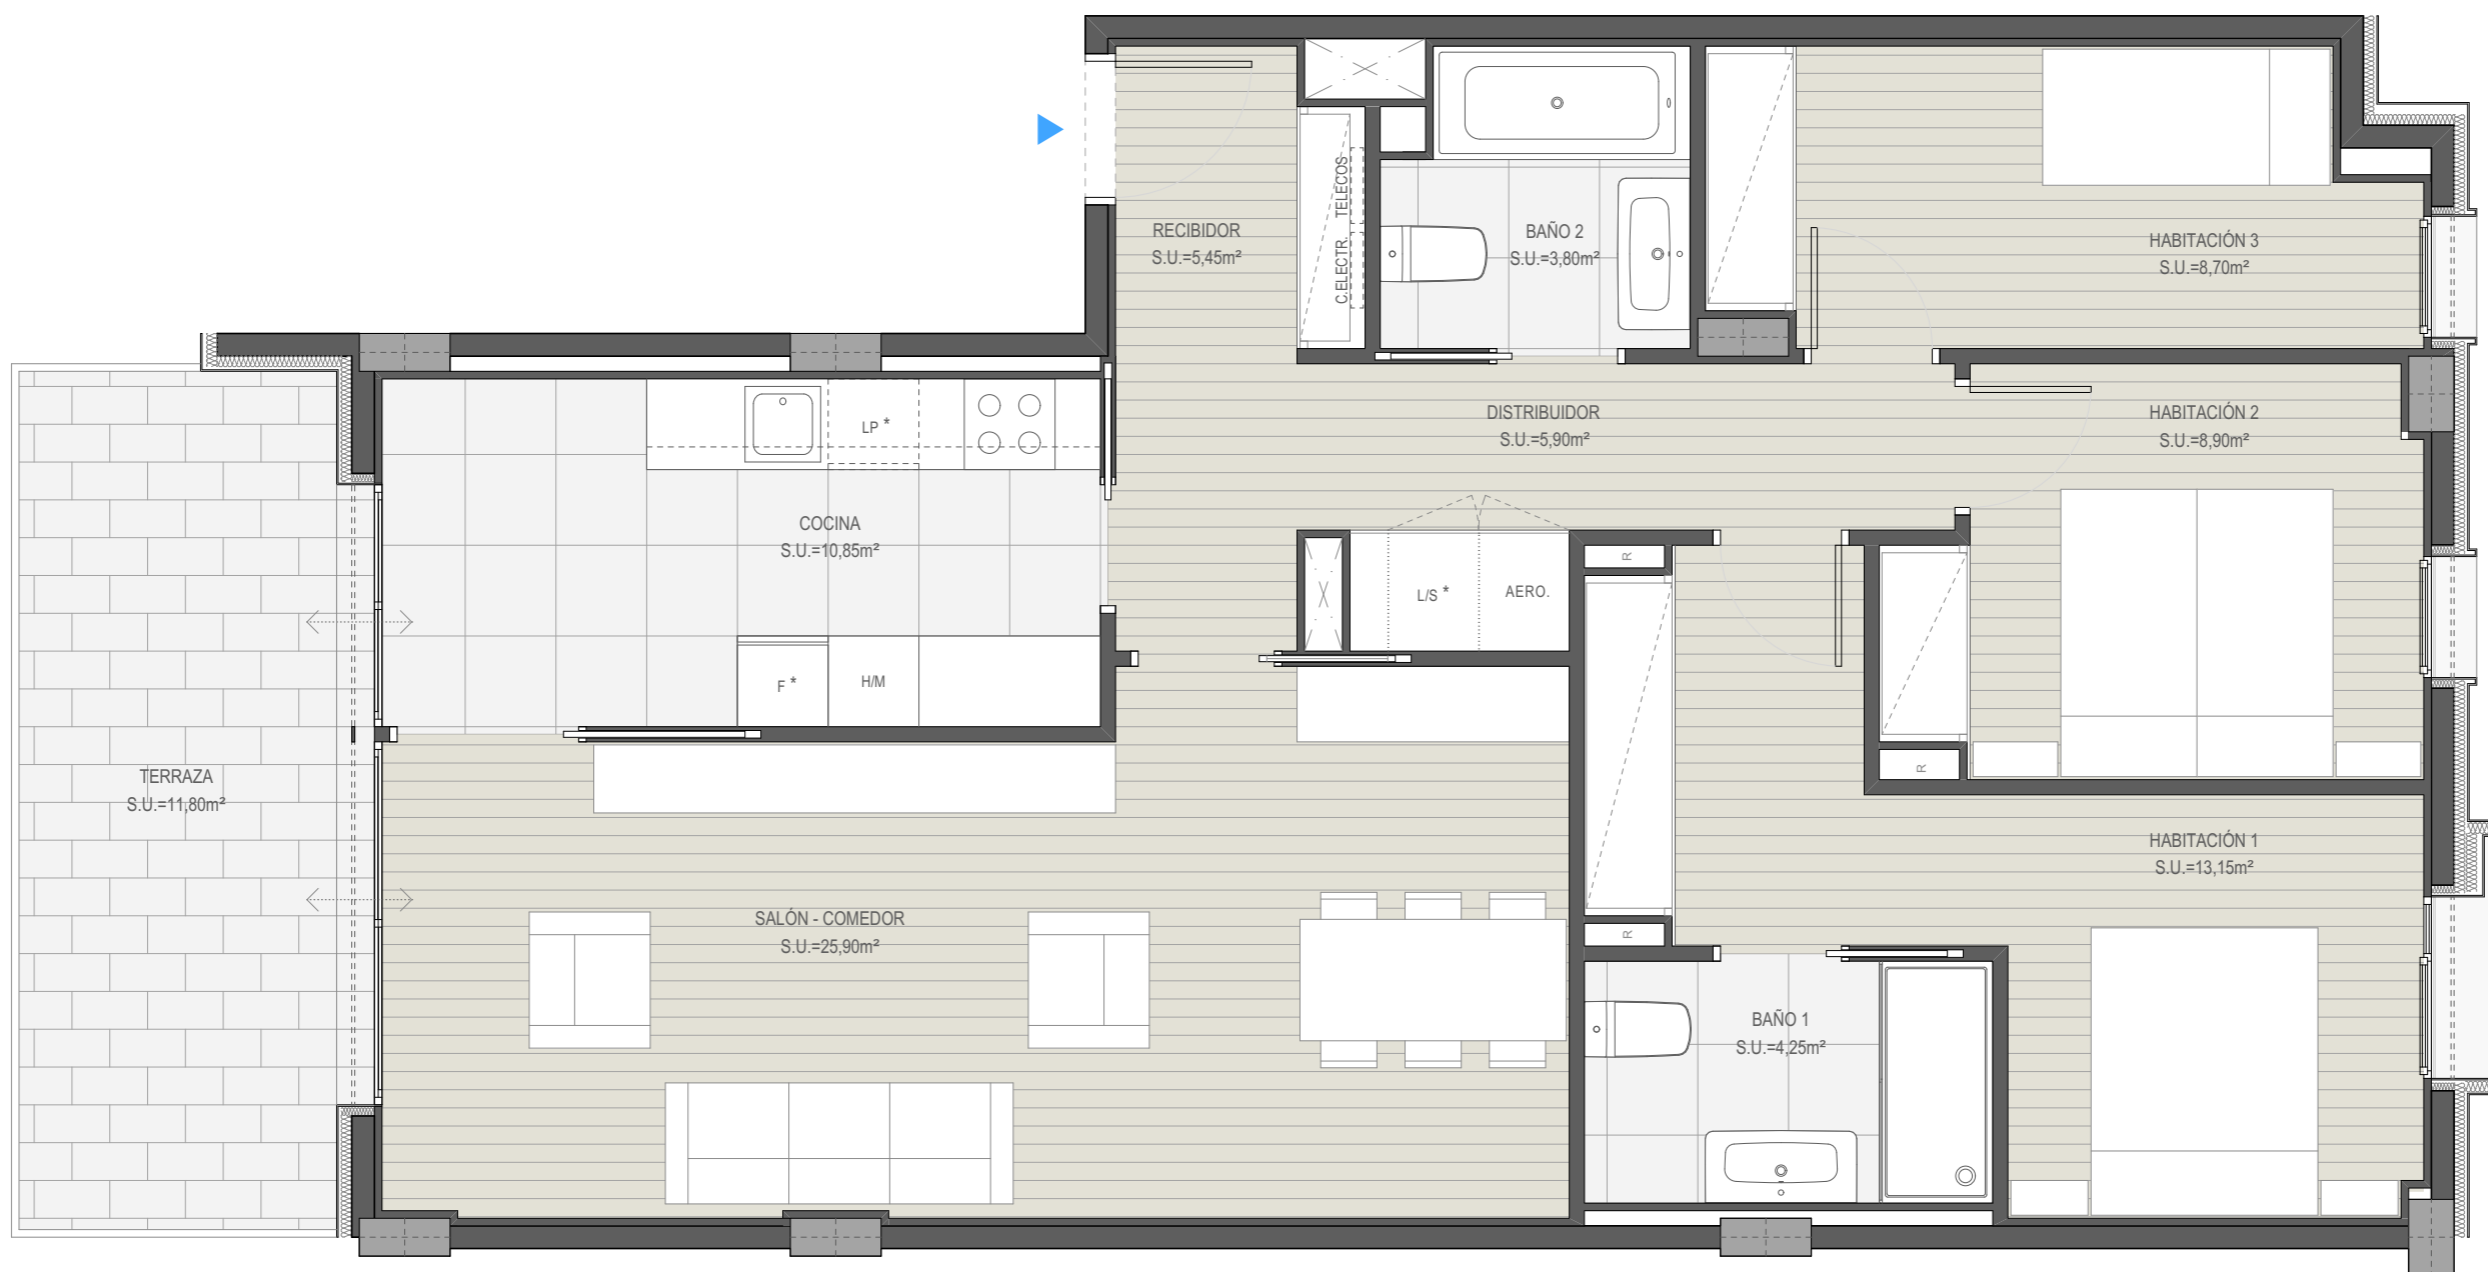 RECIBIDOR
S.U.=5,45m²
TELECOS
C.ELECTR.
BAÑO 2
S.U.=3,80m²
HABITACIÓN 3
S.U.=8,70m²
LP *
DISTRIBUIDOR
S.U.=5,90m²
HABITACIÓN 2
S.U.=8,90m²
COCINA
S.U.=10,85m²
R
L/S *
AERO.
F *
H/M
R
TERRAZA
S.U.=11,80m²
HABITACIÓN 1
S.U.=13,15m²
SALÓN - COMEDOR
S.U.=25,90m²
R
BAÑO 1
S.U.=4,25m²